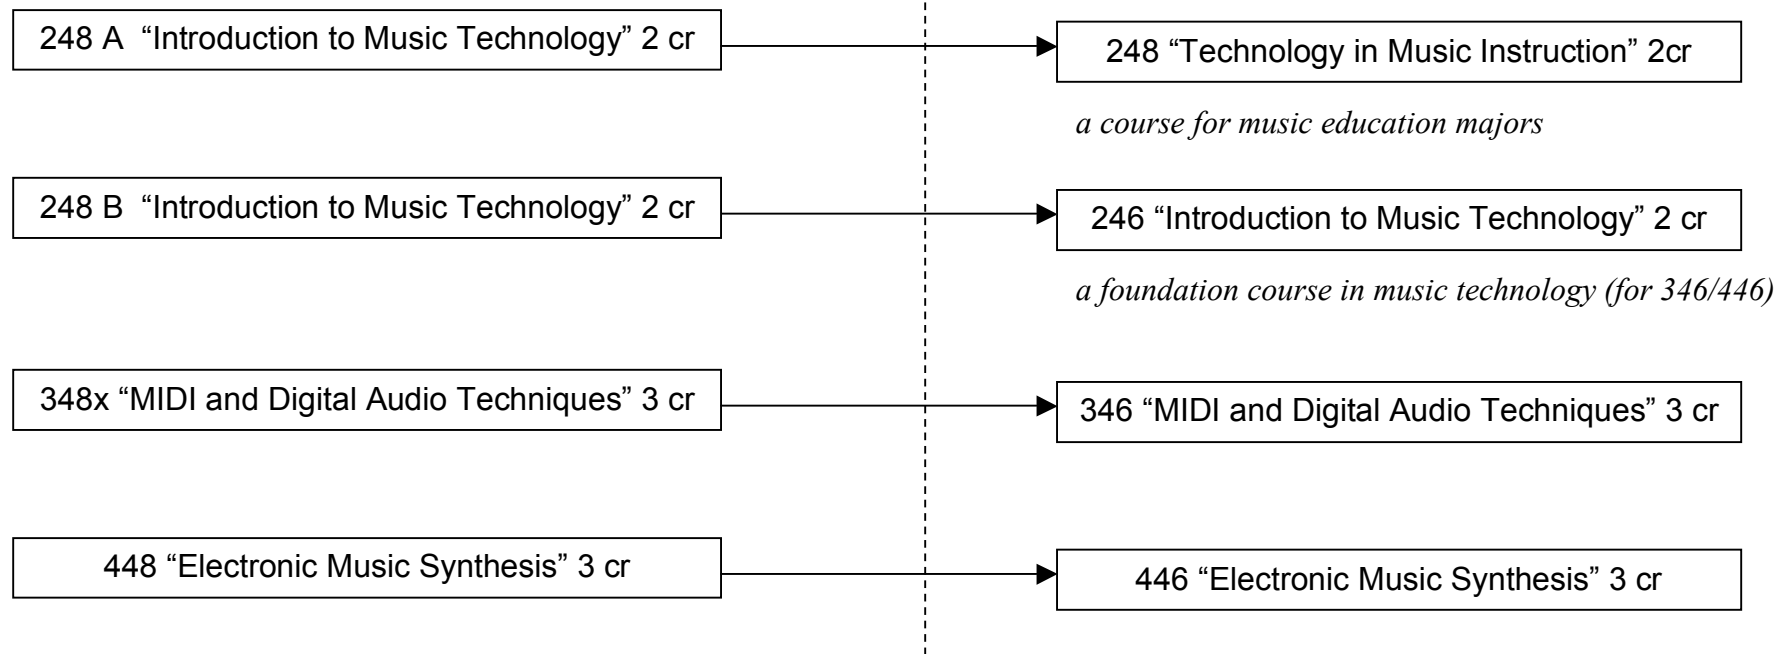 248 A “Introduction to Music Technology” 2 cr
248 “Technology in Music Instruction” 2cr
a course for music education majors
248 B “Introduction to Music Technology” 2 cr
246 “Introduction to Music Technology” 2 cr
a foundation course in music technology (for 346/446)
348x “MIDI and Digital Audio Techniques” 3 cr
346 “MIDI and Digital Audio Techniques” 3 cr
448 “Electronic Music Synthesis” 3 cr
446 “Electronic Music Synthesis” 3 cr